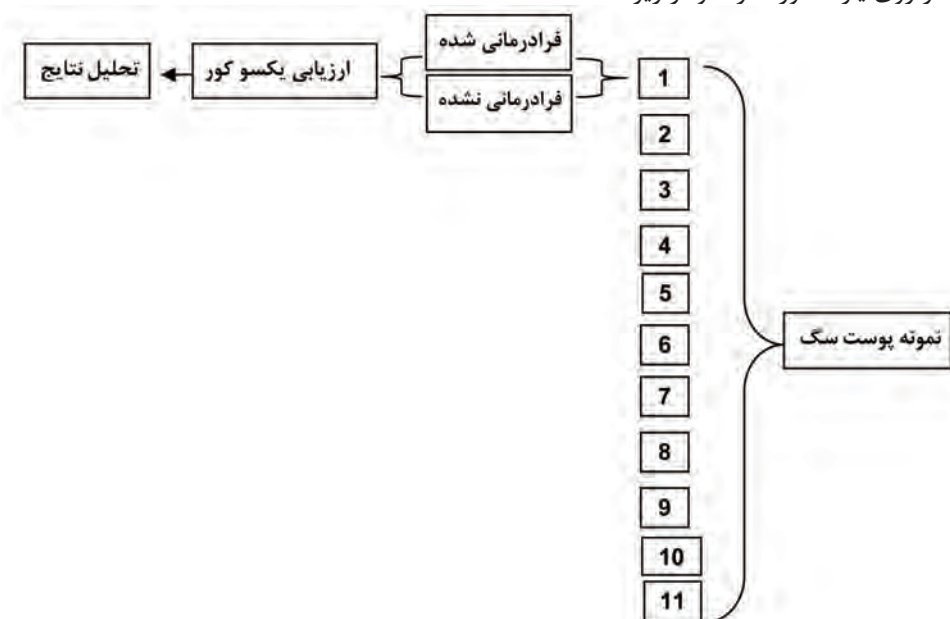 نمونه پوست سگ
1
2
3
4
5
6
7
8
9
10
11
فرادرمانی شده
فرادرمانی نشده
ارزیابی یکسو کور
تحلیل نتایج